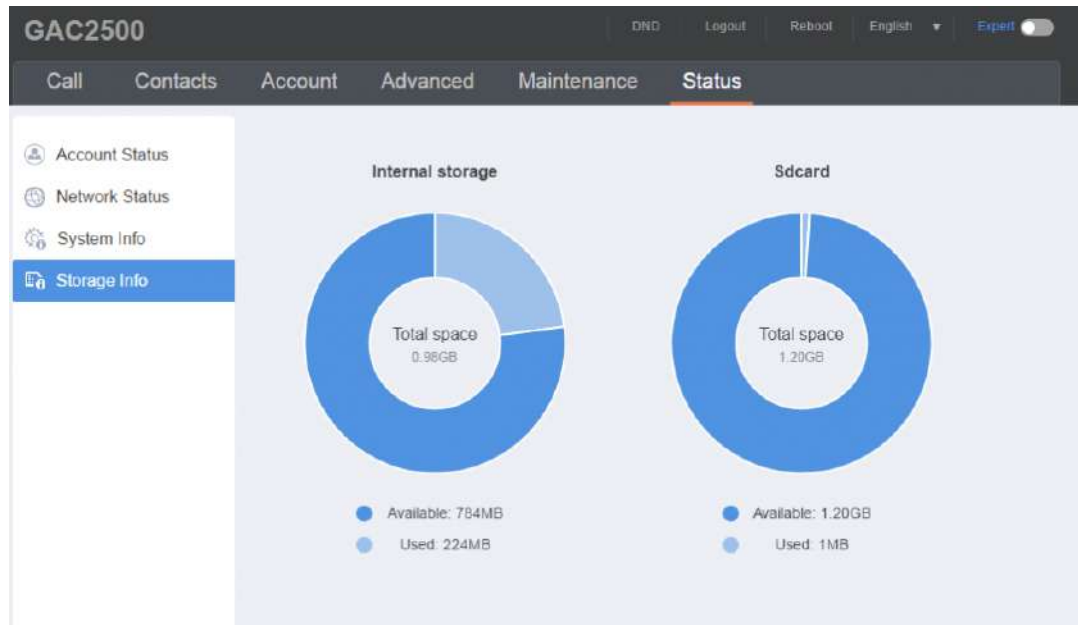 GAC2500
DND Logout Reboot English Expert
Call Contacts Account Advanced Maintenance Status
Account Status
Network Status
System Info
Storage Info
Internal storage
Total space
0.98GB
Available: 784MB
Used: 224MB
Sdcard
Total space
1.20GB
Available: 1.20GB
Used: 1MB